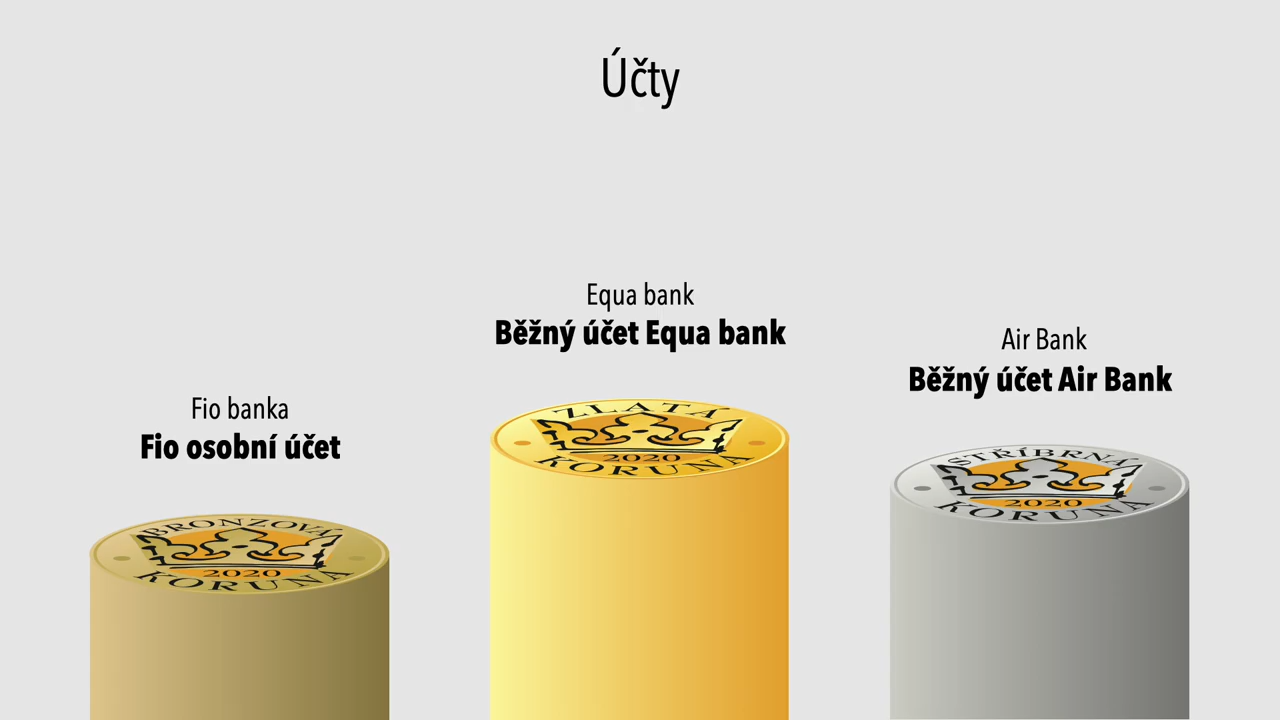 Účty
Fio banka
Fio osobní účet
BRONZOVÁ
2020
KORUNA
Equa bank
Běžný účet Equa bank
ZLATÁ
2020
KORUNA
Air Bank
Běžný účet Air Bank
STŘÍBRNÁ
2020
KORUNA